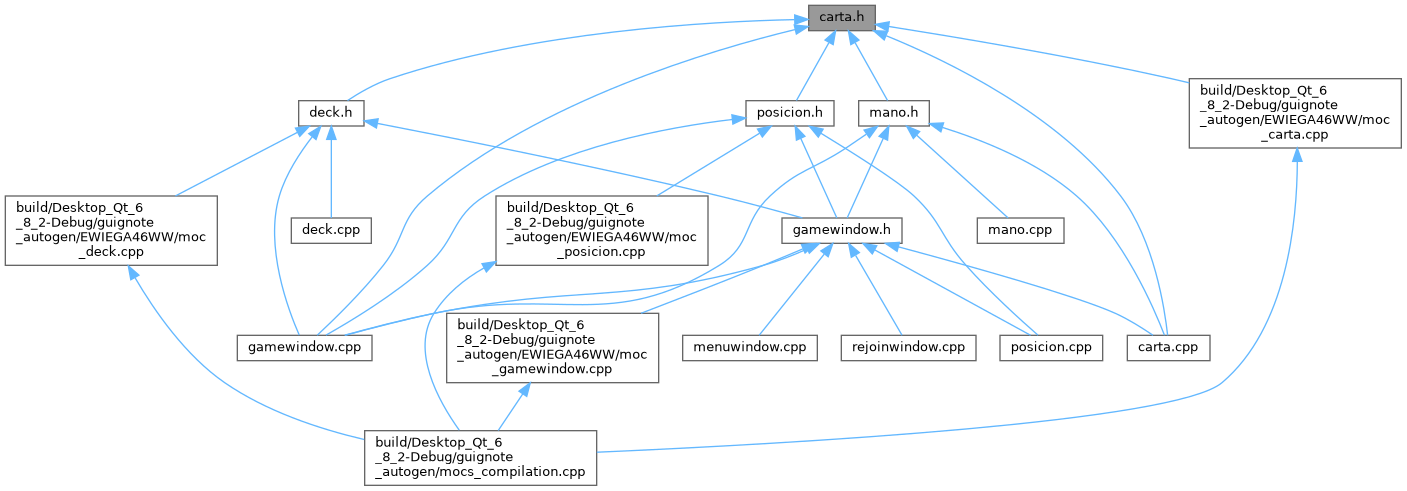 carta.h
build/Desktop_Qt_6
_8_2-Debug/guignote
_autogen/EWIEGA46WW/moc
_carta.cpp
deck.h
posicion.h
mano.h
build/Desktop_Qt_6
_8_2-Debug/guignote
_autogen/EWIEGA46WW/moc
_deck.cpp
deck.cpp
build/Desktop_Qt_6
_8_2-Debug/guignote
_autogen/EWIEGA46WW/moc
_posicion.cpp
gamewindow.h
mano.cpp
gamewindow.cpp
build/Desktop_Qt_6
_8_2-Debug/guignote
_autogen/EWIEGA46WW/moc
_gamewindow.cpp
menuwindow.cpp
rejoinwindow.cpp
posicion.cpp
carta.cpp
build/Desktop_Qt_6
_8_2-Debug/guignote
_autogen/mocs_compilation.cpp